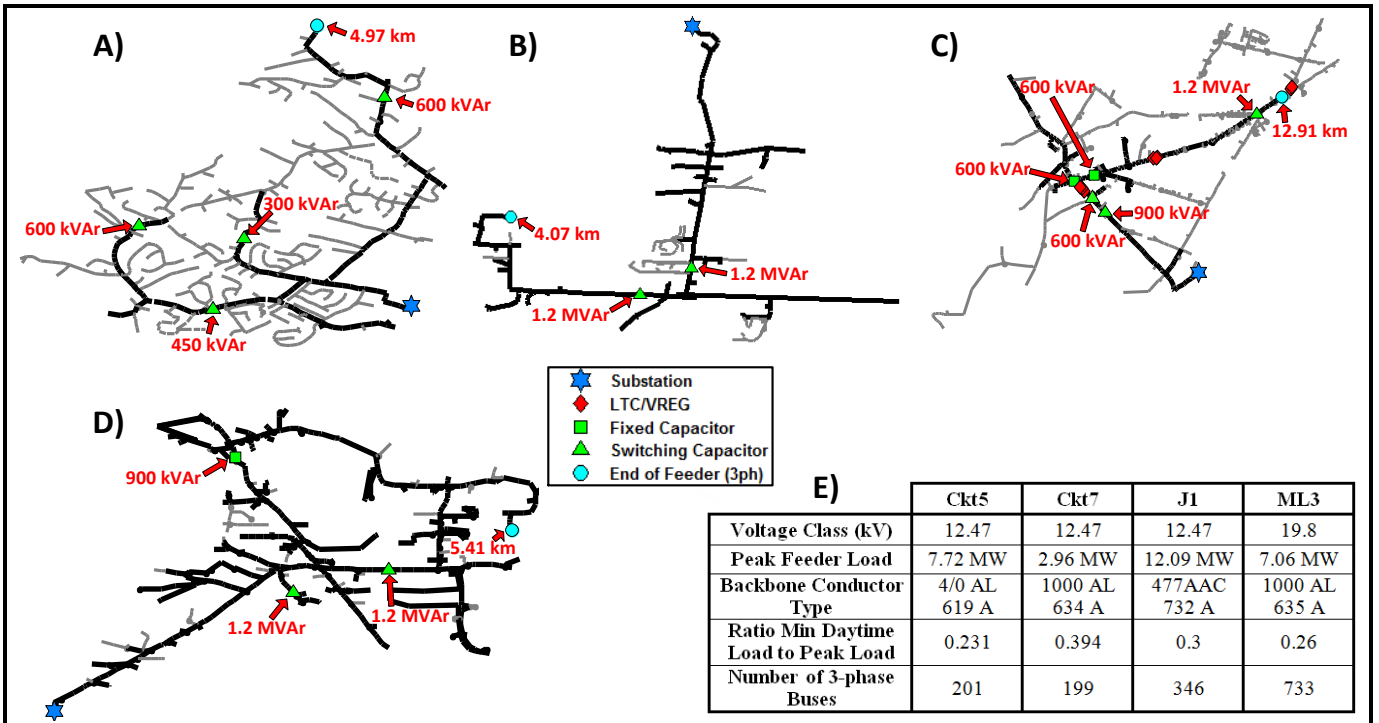 A)
4.97 km
600 kVAr
600 kVAr
300 kVAr
450 kVAr
B)
4.07 km
1.2 MVAr
1.2 MVAr
C)
600 kVAr
1.2 MVAr
12.91 km
600 kVAr
900 kVAr
600 kVAr
Substation
LTC/VREG
Fixed Capacitor
Switching Capacitor
End of Feeder (3ph)
D)
900 kVAr
5.41 km
1.2 MVAr
1.2 MVAr
E)
Ckt5 Ckt7 J1 ML3
Voltage Class (kV) 12.47 12.47 12.47 19.8
Peak Feeder Load 7.72 MW 2.96 MW 12.09 MW 7.06 MW
Backbone Conductor 4/0 AL 1000 AL 477AAC 1000 AL
Type 619 A 634 A 732 A 635 A
Ratio Min Daytime
Load to Peak Load 0.231 0.394 0.3 0.26
Number of 3-phase
Buses 201 199 346 733